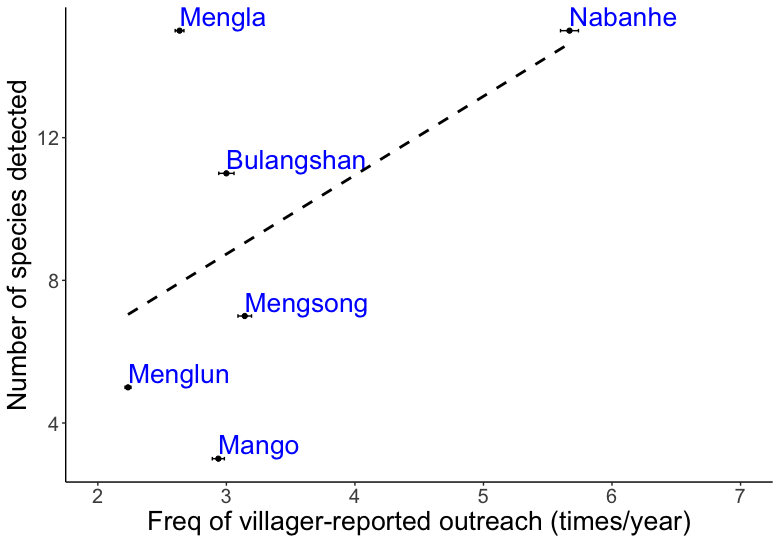 Mengla
Nabanhe
12
Bulangshan
8
Mengsong
Menglun
4
Mango
2 3 4 5 6 7
Freq of villager-reported outreach (times/year)
Number of species detected